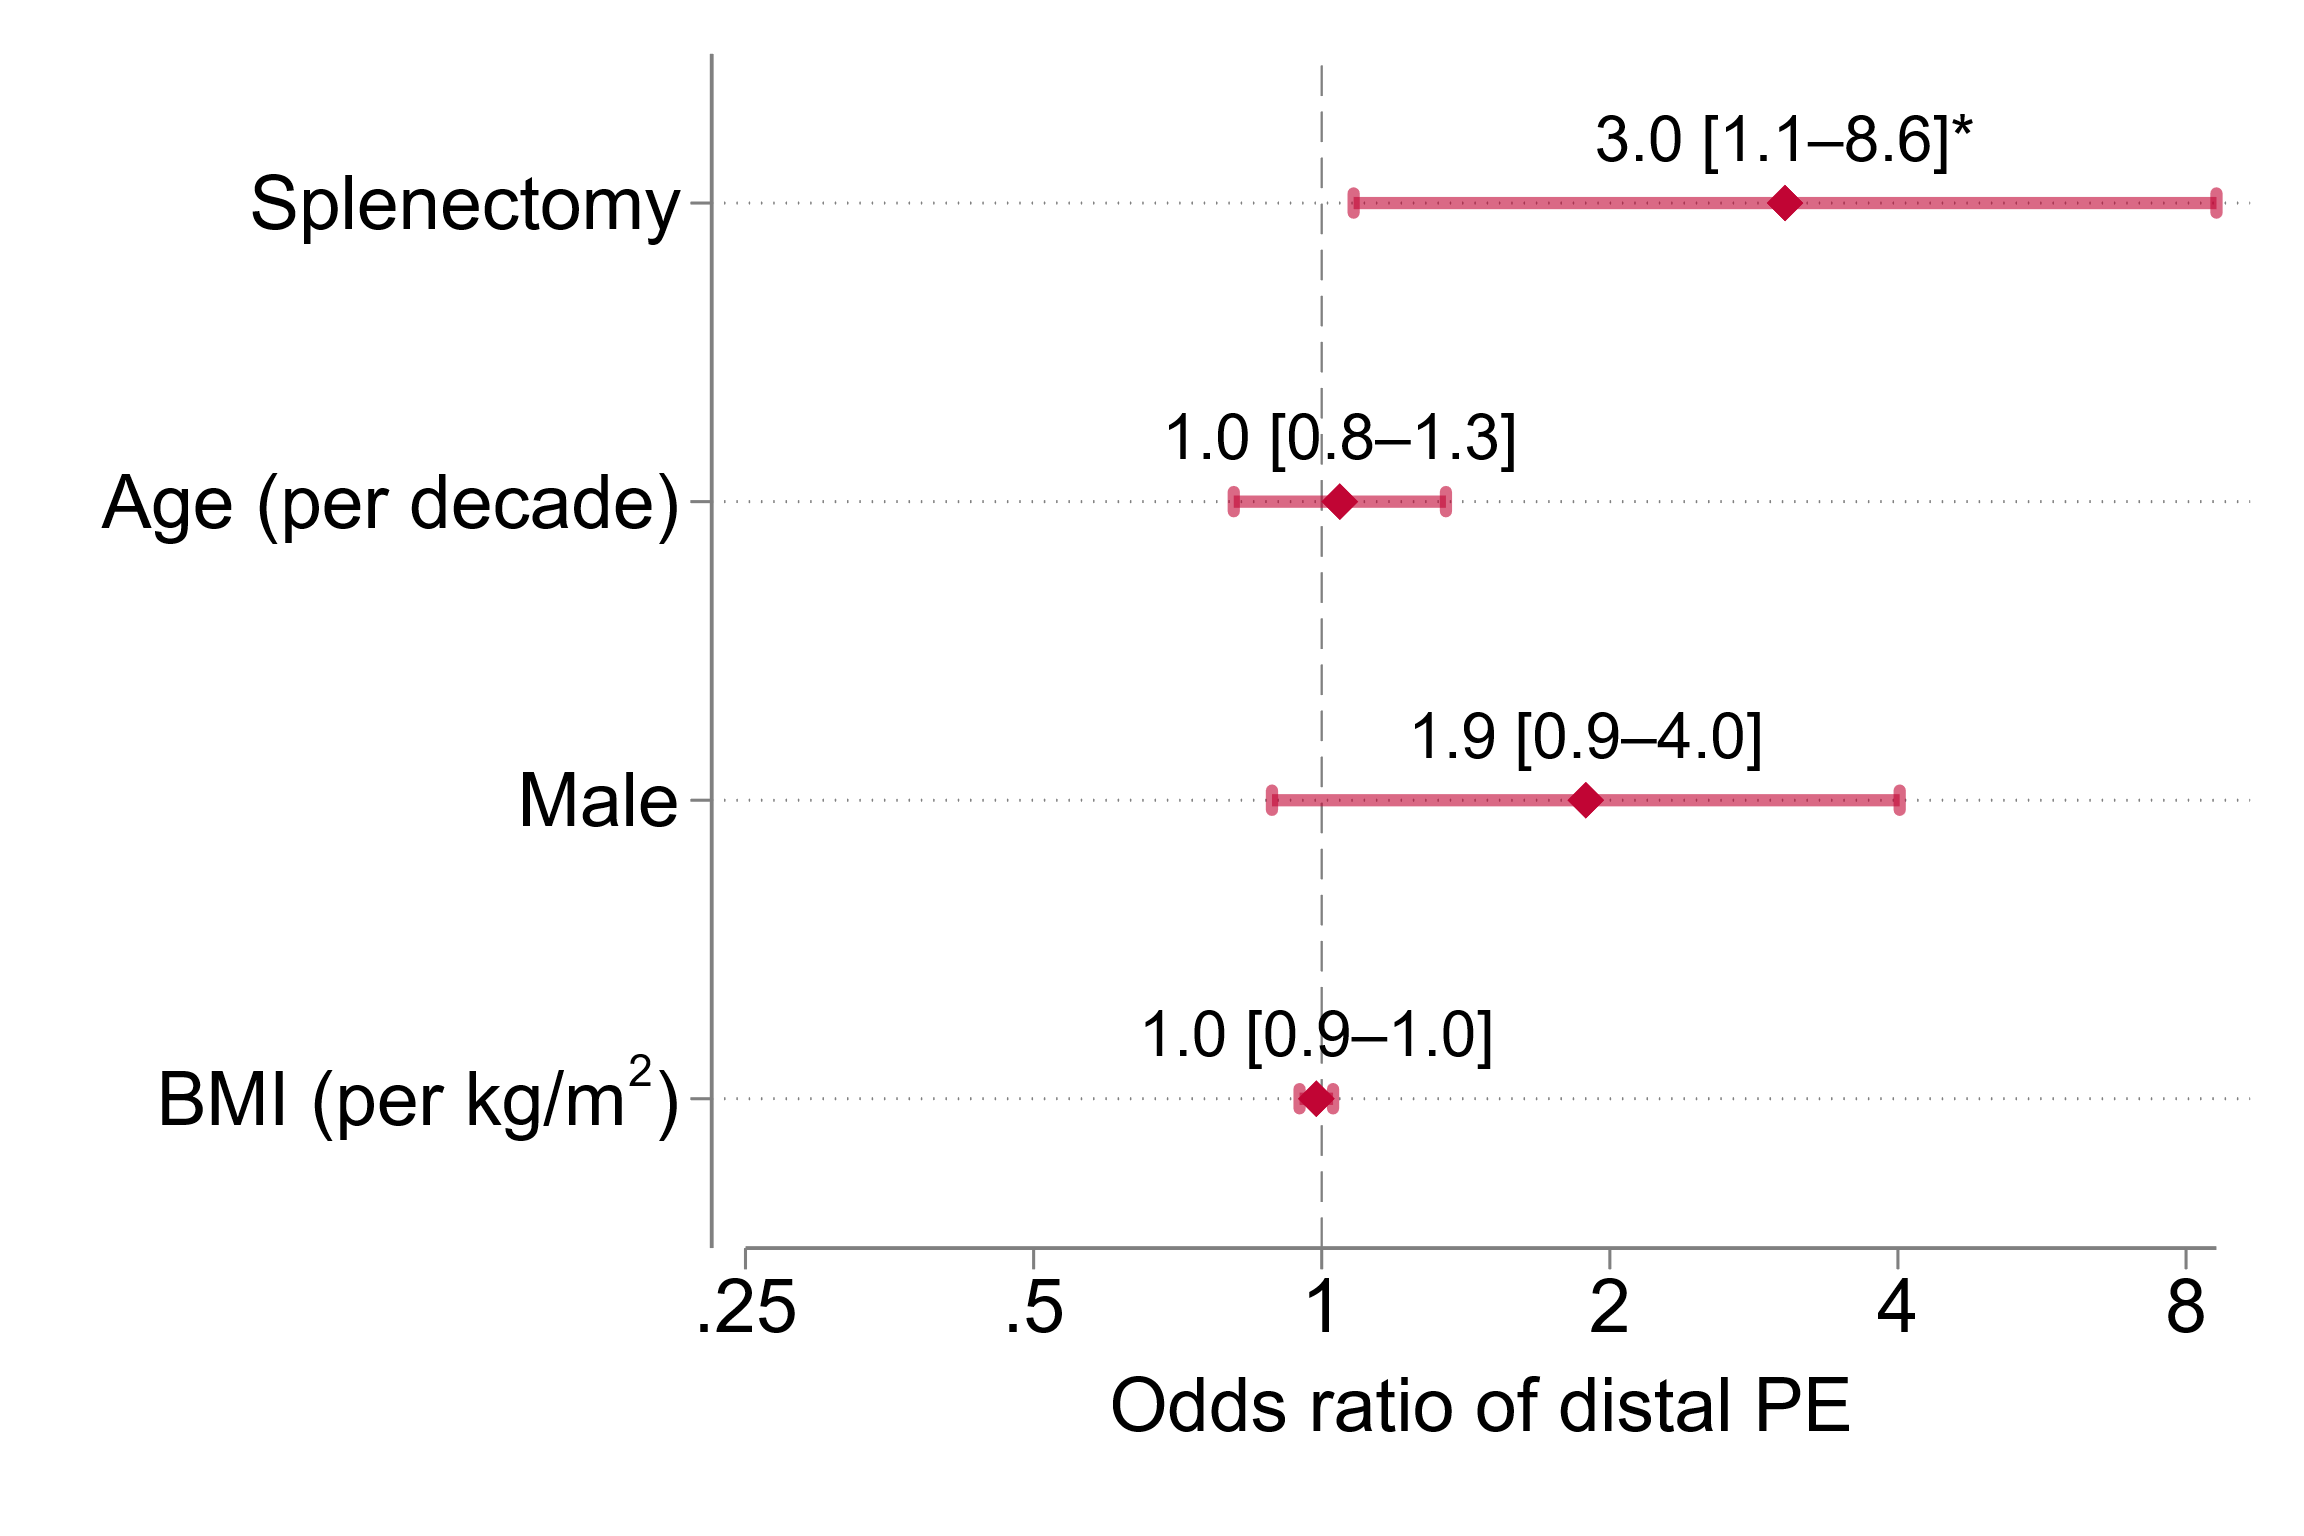 3.0 [1.1–8.6]*
Splenectomy
1.0 [0.8–1.3]
Age (per decade)
1.9 [0.9–4.0]
Male
1.0 [0.9–1.0]
BMI (per kg/m²)
.25 .5 1 2 4 8
Odds ratio of distal PE